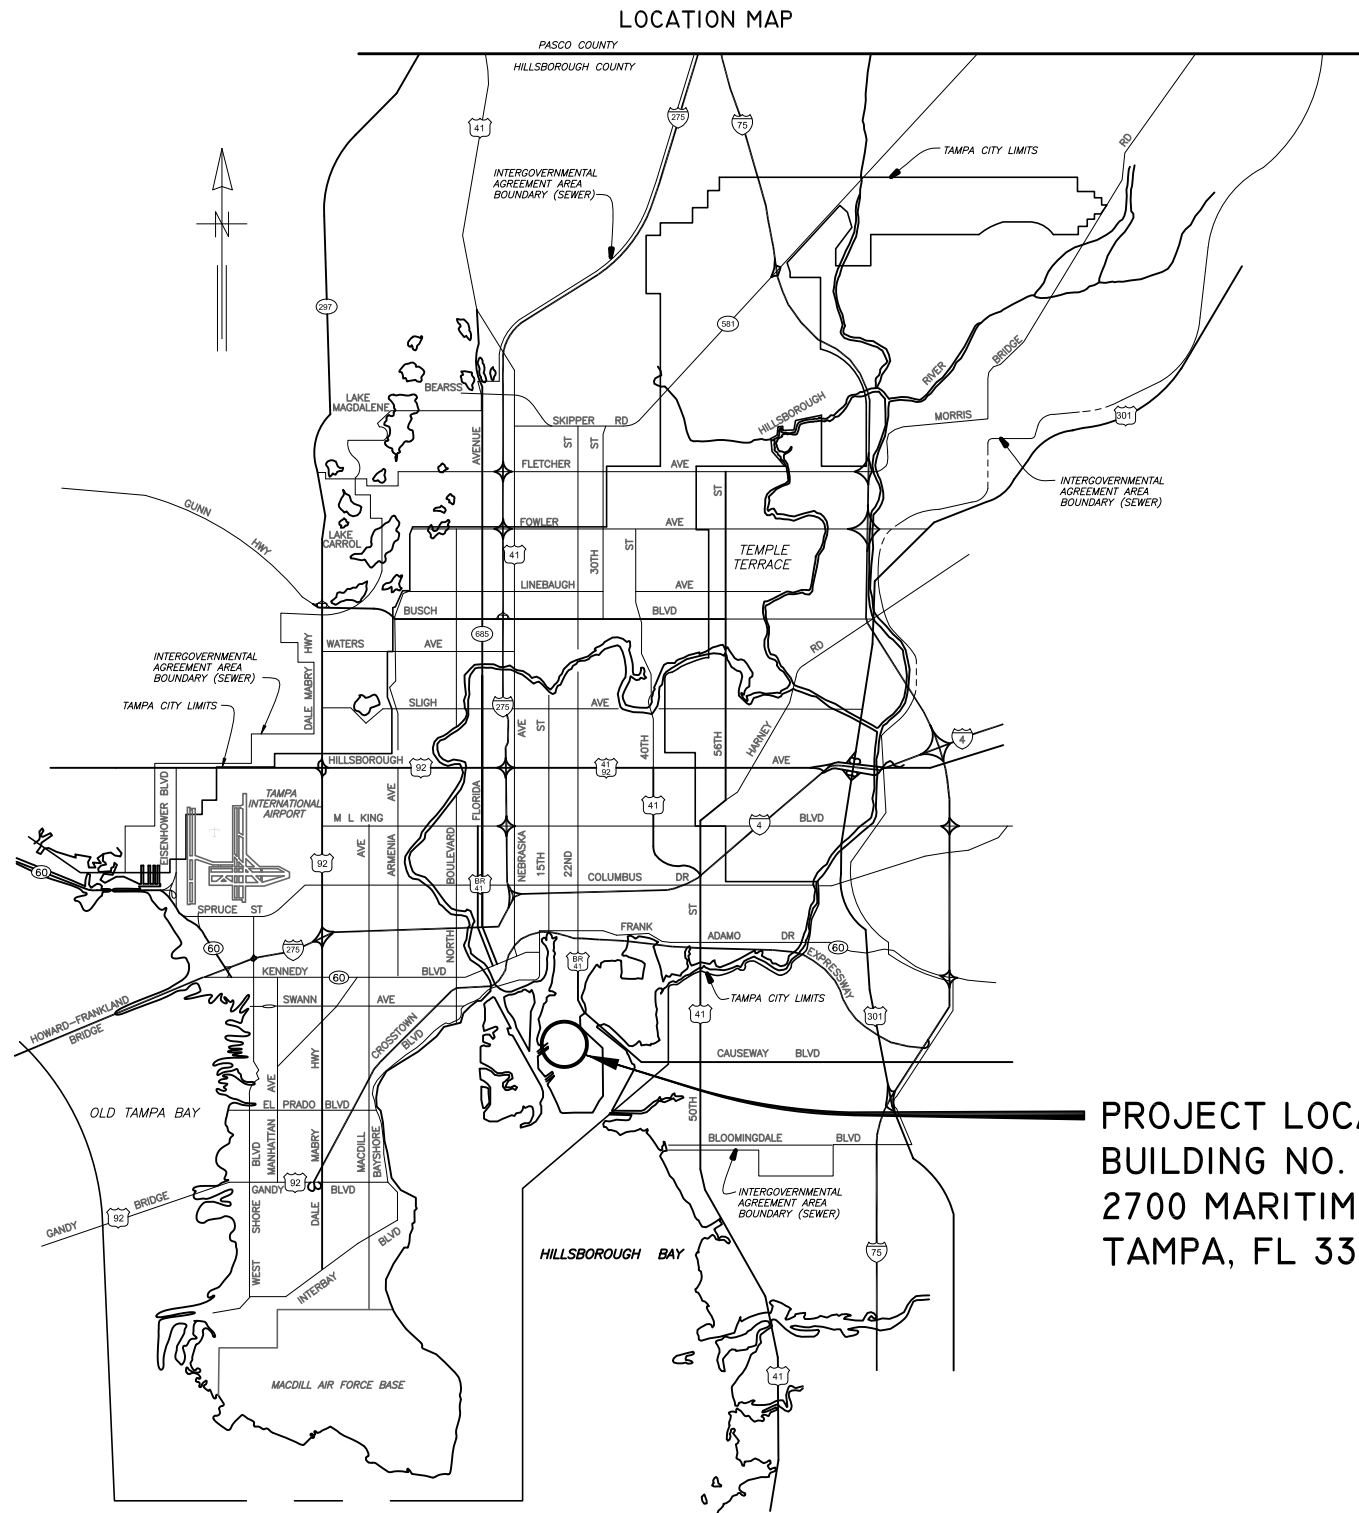 LOCATION MAP
PASCO COUNTY
HILLSBOROUGH COUNTY
41
275
75
RD
TAMPA CITY LIMITS
INTERGOVERNMENTAL
AGREEMENT AREA
BOUNDARY (SEWER)
N
297
581
BRIDGE
RIVER
BEARSS
LAKE
MAGDALENE
HILLSBOROUGH
MORRIS
301
SKIPPER RD
AVENUE
ST
ST
FLETCHER AVE
INTERGOVERNMENTAL
AGREEMENT AREA
BOUNDARY (SEWER)
ST
GUNN
HWY
FOWLER AVE
LAKE
CARROL
41
30TH
ST
TEMPLE
TERRACE
LINEBAUGH AVE
BUSCH BLVD
685
HWY
WATERS AVE
RD
INTERGOVERNMENTAL
AGREEMENT AREA
BOUNDARY (SEWER)
DALE MABRY
TAMPA CITY LIMITS
SLIGH AVE
275
AVE
ST
40TH
56TH
HARNEY
4
HILLSBOROUGH AVE
92
41
92
EISENHOWER BLVD
TAMPA
INTERNATIONAL
AIRPORT
AVE
FLORIDA
41
M L KING BLVD
4
AVE
ARMENIA
BOULEVARD
NEBRASKA
15TH
22ND
60
92
BR
41
COLUMBUS DR
SPRUCE ST
ST
FRANK
ADAMO DR
60
60
275
NORTH
BR
41
EXPRESSWAY
KENNEDY BLVD
60
SWANN AVE
TAMPA CITY LIMITS
HOWARD-FRANKLAND
BRIDGE
CROSSTOWN
BLVD
41
301
HWY
CAUSEWAY BLVD
AVE
OLD TAMPA BAY
EL PRADO BLVD
50TH
PROJECT LOCA
BUILDING NO.
2700 MARITIM
TAMPA, FL 33
MANHATTAN
BLVD
MABRY
MACDILL
BAYSHORE
BLOOMINGDALE BLVD
92
GANDY BLVD
INTERGOVERNMENTAL
AGREEMENT AREA
BOUNDARY (SEWER)
GANDY
92
BRIDGE
SHORE
DALE
BLVD
HILLSBOROUGH BAY
75
WEST
INTERBAY
41
MACDILL AIR FORCE BASE